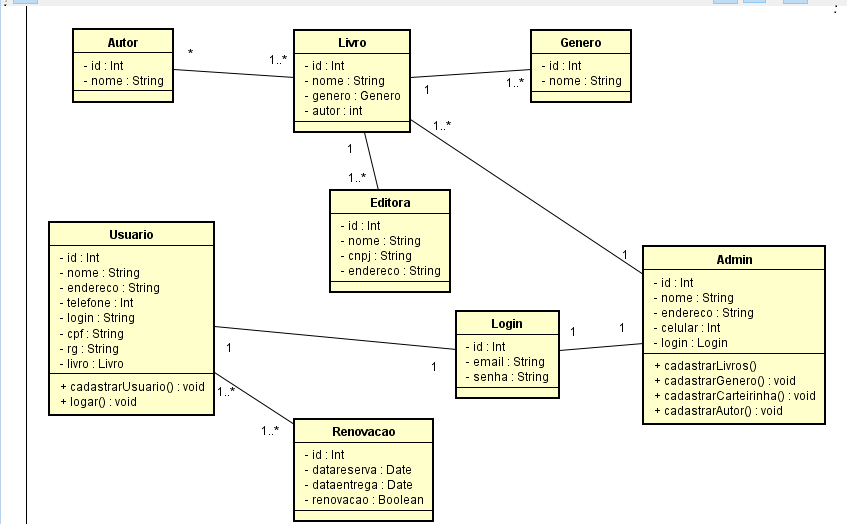 Autor
- id : Int
- nome : String
*
1..*
Livro
- id : Int
- nome : String
- genero : Genero
- autor : int
1
1..*
Genero
- id : Int
- nome : String
1..*
1
1
1..*
Editora
- id : Int
- nome : String
- cnpj : String
- endereco : String
Usuario
- id : Int
- nome : String
- endereco : String
- telefone : Int
- login : String
- cpf : String
- rg : String
- livro : Livro
+ cadastrarUsuario() : void
+ logar() : void
1
1
1..*
1..*
Login
- id : Int
- email : String
- senha : String
1
1
Admin
- id : Int
- nome : String
- endereco : String
- celular : Int
- login : Login
+ cadastrarLivros()
+ cadastrarGenero() : void
+ cadastrarCarteirinha() : void
+ cadastrarAutor() : void
Renovacao
- id : Int
- datareserva : Date
- dataentrega : Date
- renovacao : Boolean